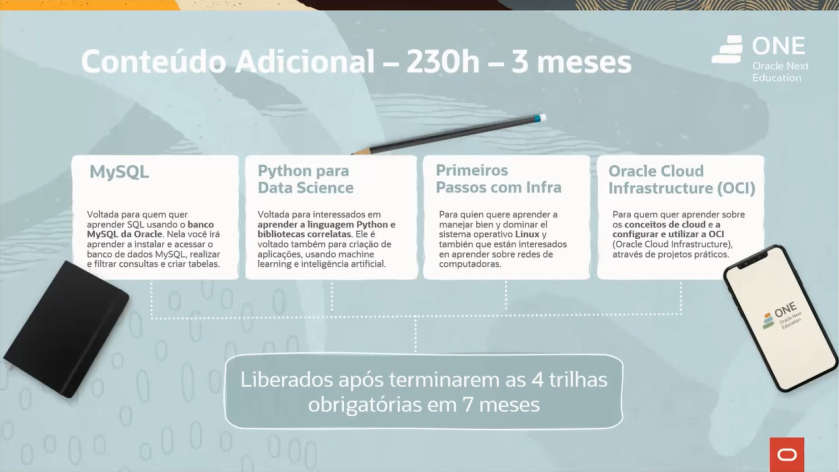 Conteúdo Adicional – 230h – 3 meses
ONE
Oracle Next
Education
MySQL
Voltada para quem quer
aprender SQL usando o banco
MySQL da Oracle. Nela você irá
aprender a instalar e acessar o
banco de dados MySQL, realizar
e filtrar consultas e criar tabelas.
Python para
Data Science
Voltada para interessados em
aprender a linguagem Python e
bibliotecas correlatas. Ele é
voltado também para criação de
aplicações, usando machine
learning e inteligência artificial.
Primeiros
Passos com Infra
Para quien quere aprender a
manejar bien y dominar el
sistema operativo Linux y
también que están interesados
en aprender sobre redes de
computadoras.
Oracle Cloud
Infrastructure (OCI)
Para quem quer aprender sobre
os conceitos de cloud e a
configurar e utilizar a OCI
(Oracle Cloud Infrastructure),
através de projetos práticos.
ONE
Oracle Next
Education
Liberados após terminarem as 4 trilhas
obrigatórias em 7 meses